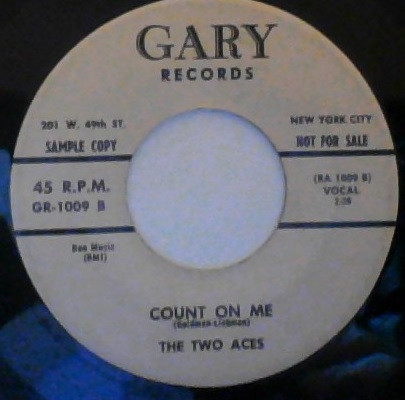 GARY
RECORDS
201 W. 49th ST.
NEW YORK CITY
SAMPLE COPY
NOT FOR SALE
45 R.P.M.
(RA 1009 B)
GR-1009 B
VOCAL
(BMI)
COUNT ON ME
THE TWO ACES